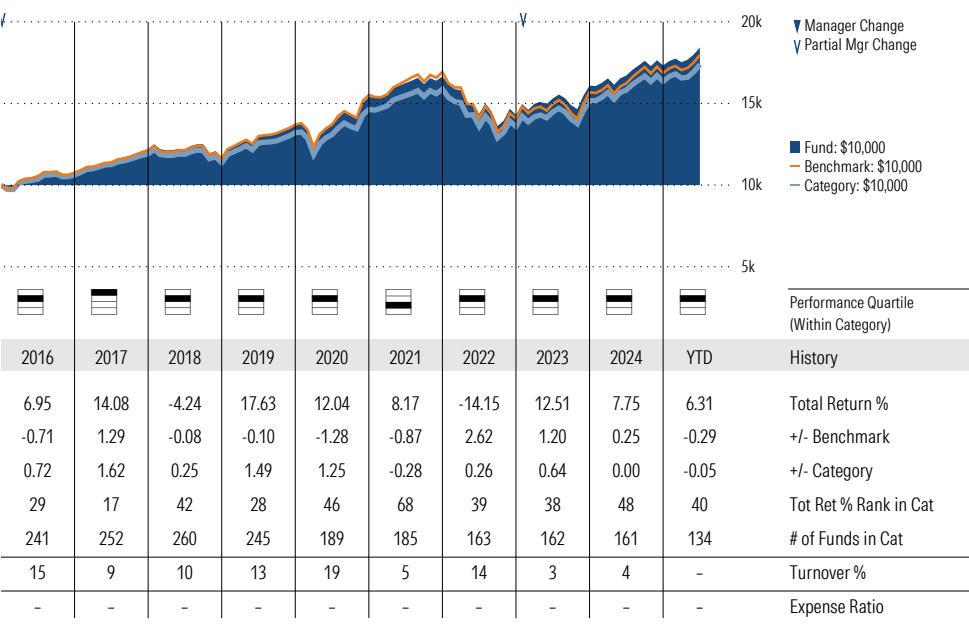 20k
▼ Manager Change
V Partial Mgr Change
15k
Fund: $10,000
Benchmark: $10,000
10k
Category: $10,000
5k
Performance Quartile
(Within Category)
2016 2017 2018 2019 2020 2021 2022 2023 2024 YTD History
6.95 14.08 -4.24 17.63 12.04 8.17 -14.15 12.51 7.75 6.31 Total Return %
-0.71 1.29 -0.08 -0.10 -1.28 -0.87 2.62 1.20 0.25 -0.29 +/- Benchmark
0.72 1.62 0.25 1.49 1.25 -0.28 0.26 0.64 0.00 -0.05 +/- Category
29 17 42 28 46 68 39 38 48 40 Tot Ret % Rank in Cat
241 252 260 245 189 185 163 162 161 134 # of Funds in Cat
15 9 10 13 19 5 14 3 4 – Turnover %
– – – – – – – – – – Expense Ratio